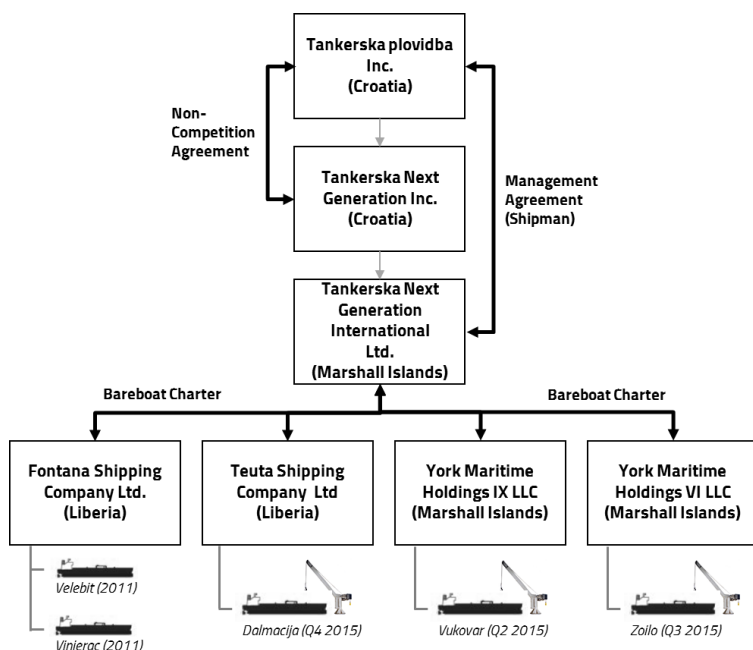 Tankerska plovidba
Inc.
(Croatia)
Non-
Competition
Agreement
Tankerska Next
Generation Inc.
(Croatia)
Management
Agreement
(Shipman)
Tankerska Next
Generation
International
Ltd.
(Marshall Islands)
Bareboat Charter
Bareboat Charter
Fontana Shipping
Company Ltd.
(Liberia)
Teuta Shipping
Company Ltd
(Liberia)
York Maritime
Holdings IX LLC
(Marshall Islands)
York Maritime
Holdings VI LLC
(Marshall Islands)
Velebit (2011)
Vinjerac (2011)
Dalmacija (Q4 2015)
Vukovar (Q2 2015)
Zoilo (Q3 2015)